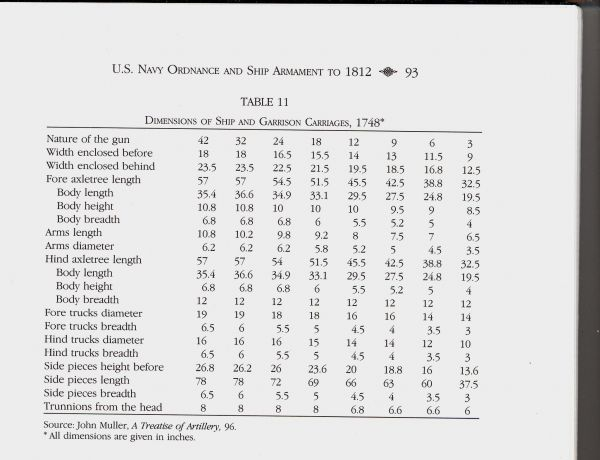 U.S. Navy Ordnance and Ship Armament to 1812 93
TABLE 11
Dimensions of Ship and Garrison Carriages, 1748*
Nature of the gun 42 32 24 18 12 9 6 3
Width enclosed before 18 18 16.5 15.5 14 13 11.5 9
Width enclosed behind 23.5 23.5 22.5 21.5 19.5 18.5 16.8 12.5
Fore axletree length 57 57 54.5 51.5 45.5 42.5 38.8 32.5
Body length 35.4 36.6 34.9 33.1 29.5 27.5 24.8 19.5
Body height 10.8 10.8 10 10 10 9.5 9 8.5
Body breadth 6.8 6.8 6.8 6 5.5 5.2 5 4
Arms length 10.8 10.2 9.8 9.2 8 7.5 7 6.5
Arms diameter 6.2 6.2 6.2 5.8 5.2 5 4.5 3.5
Hind axletree length 57 57 54 51.5 45.5 42.5 38.8 32.5
Body length 35.4 36.6 34.9 33.1 29.5 27.5 24.8 19.5
Body height 6.8 6.8 6.8 6 5.5 5.2 5 4
Body breadth 12 12 12 12 12 12 12 12
Fore trucks diameter 19 19 18 18 16 16 14 14
Fore trucks breadth 6.5 6 5.5 5 4.5 4 3.5 3
Hind trucks diameter 16 16 16 15 14 14 12 10
Hind trucks breadth 6.5 6 5.5 5 4.5 4 3.5 3
Side pieces height before 26.8 26.2 26 23.6 20 18.8 16 13.6
Side pieces length 78 78 72 69 66 63 60 37.5
Side pieces breadth 6.5 6 5.5 5 4.5 4 3.5 3
Trunnions from the head 8 8 8 8 6.8 6.6 6.6 6
Source: John Muller, A Treatise of Artillery, 96.
* All dimensions are given in inches.